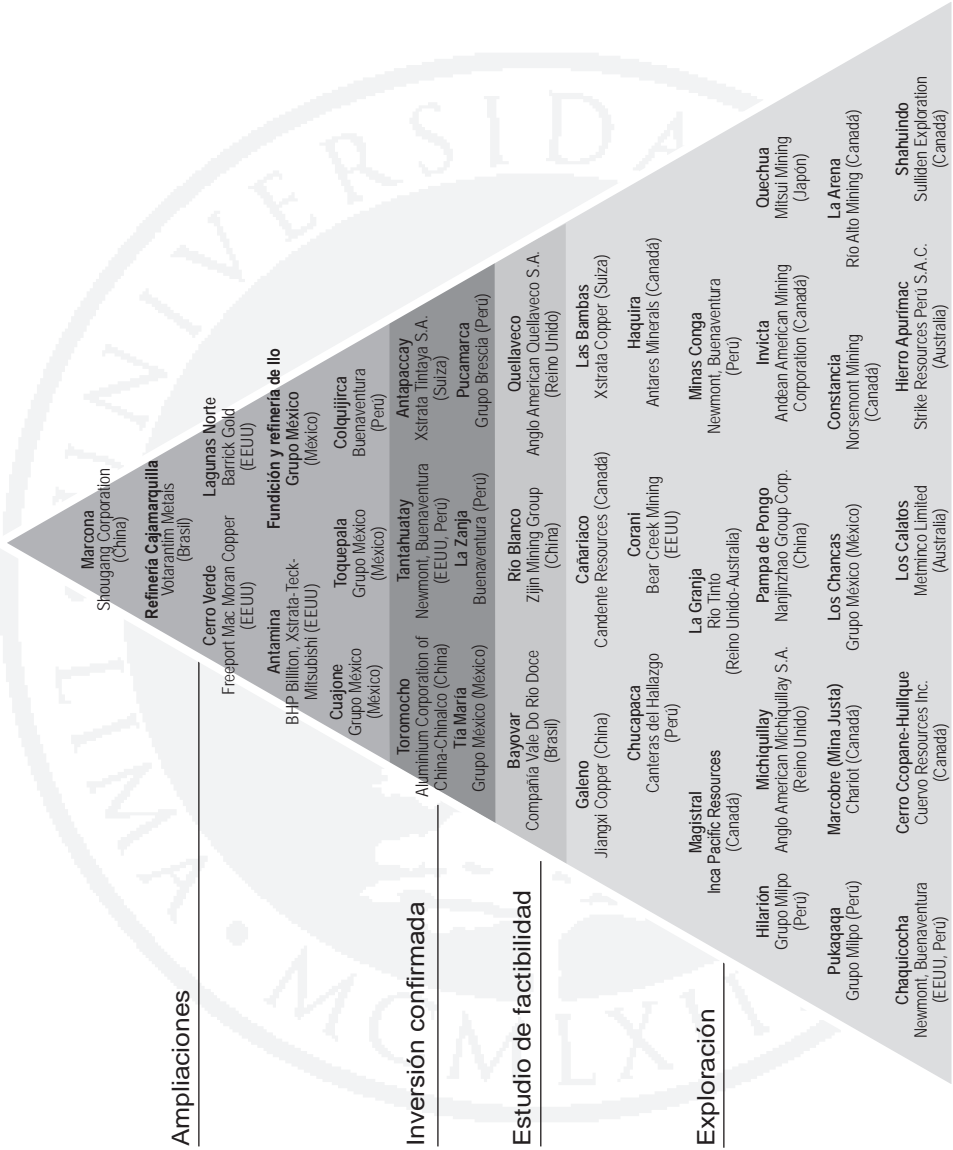 Marcona
Shougang Corporation
(China)
Refinería Cajamarquilla
Votarantim Metais
(Brasil)
Ampliaciones
Cerro Verde
Freeport Mac Moran Copper
(EEUU)
Lagunas Norte
Barrick Gold
(EEUU)
Antamina
BHP Billiton, Xstrata-Teck-
Mitsubishi (EEUU)
Fundición y refinería de Ilo
Grupo México
(México)
Cuajone
Grupo México
(México)
Toquepala
Grupo México
(México)
Colquijirca
Buenaventura
(Perú)
Inversión confirmada
Toromocho
Aluminium Corporation of
China-Chinalco (China)
Tantahuatay
Newmont, Buenaventura
(EEUU, Perú)
Antapaccay
Xstrata Tintaya S.A.
(Suiza)
Tía María
Grupo México (México)
La Zanja
Buenaventura (Perú)
Pucamarca
Grupo Brescia (Perú)
Estudio de factibilidad
Bayovar
Compañía Vale Do Rio Doce
(Brasil)
Río Blanco
Zijin Mining Group
(China)
Quellaveco
Anglo American Quellaveco S.A.
(Reino Unido)
Exploración
Galeno
Jiangxi Copper (China)
Cañariaco
Candente Resources (Canadá)
Las Bambas
Xstrata Copper (Suiza)
Chucapaca
Canteras del Hallazgo
(Perú)
Corani
Bear Creek Mining
(EEUU)
Haquira
Antares Minerals (Canadá)
Magistral
Inca Pacific Resources
(Canadá)
La Granja
Río Tinto
(Reino Unido-Australia)
Minas Conga
Newmont, Buenaventura
(Perú)
Hilarión
Grupo Milpo
(Perú)
Michiquillay
Anglo American Michiquillay S.A.
(Reino Unido)
Pampa de Pongo
Nanjinzhao Group Corp.
(China)
Invicta
Andean American Mining
Corporation (Canadá)
Quechua
Mitsui Mining
(Japón)
Pukaqaqa
Grupo Milpo (Perú)
Marcobre (Mina Justa)
Chariot (Canadá)
Los Chancas
Grupo México (México)
Constancia
Norsemont Mining
(Canadá)
La Arena
Río Alto Mining (Canadá)
Chaquicocha
Newmont, Buenaventura
(EEUU, Perú)
Cerro Ccopane-Huilque
Cuervo Resources Inc.
(Canadá)
Los Calatos
Metminco Limited
(Australia)
Hierro Apurímac
Strike Resources Perú S.A.C.
(Australia)
Shahuindo
Sulliden Exploration
(Canadá)